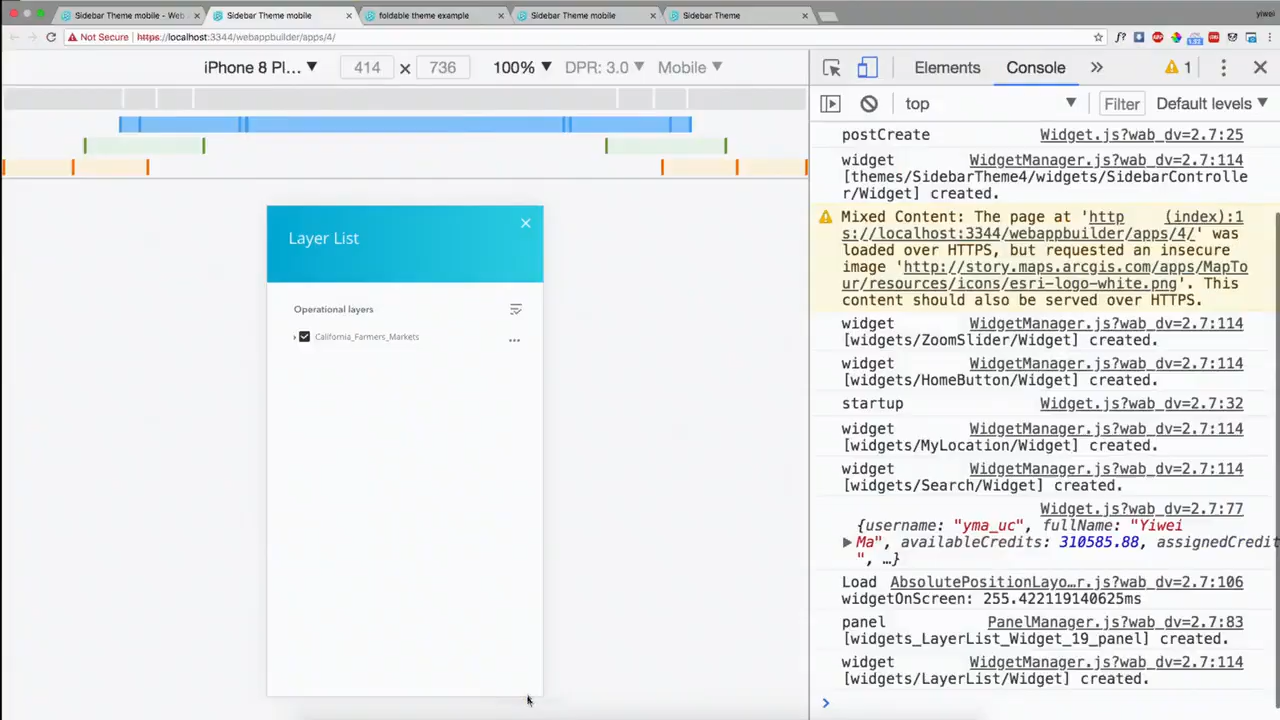 Sidebar Theme mobile - Web ×
Sidebar Theme mobile ×
foldable theme example ×
Sidebar Theme mobile ×
Sidebar Theme ×
yiwei
Not Secure https://localhost:3344/webappbuilder/apps/4/
iPhone 8 Pl... ▼ 414 × 736 100% ▼ DPR: 3.0 ▼ Mobile ▼
Layer List
Operational layers
California_Farmers_Markets
Elements Console » 1
top ▼ Filter Default levels ▼
postCreate Widget.js?wab_dv=2.7:25
widget WidgetManager.js?wab_dv=2.7:114
[themes/SidebarTheme4/widgets/SidebarControlle
r/Widget] created.
Mixed Content: The page at 'http (index):1
s://localhost:3344/webappbuilder/apps/4/' was
loaded over HTTPS, but requested an insecure
image 'http://story.maps.arcgis.com/apps/MapTo
ur/resources/icons/esri-logo-white.png'. This
content should also be served over HTTPS.
widget WidgetManager.js?wab_dv=2.7:114
[widgets/ZoomSlider/Widget] created.
widget WidgetManager.js?wab_dv=2.7:114
[widgets/HomeButton/Widget] created.
startup Widget.js?wab_dv=2.7:32
widget WidgetManager.js?wab_dv=2.7:114
[widgets/MyLocation/Widget] created.
widget WidgetManager.js?wab_dv=2.7:114
[widgets/Search/Widget] created.
Widget.js?wab_dv=2.7:77
{username: "yma_uc", fullName: "Yiwei
Ma", availableCredits: 310585.88, assignedCredit
", …}
Load AbsolutePositionLayo…r.js?wab_dv=2.7:106
widgetOnScreen: 255.422119140625ms
panel PanelManager.js?wab_dv=2.7:83
[widgets_LayerList_Widget_19_panel] created.
widget WidgetManager.js?wab_dv=2.7:114
[widgets/LayerList/Widget] created.